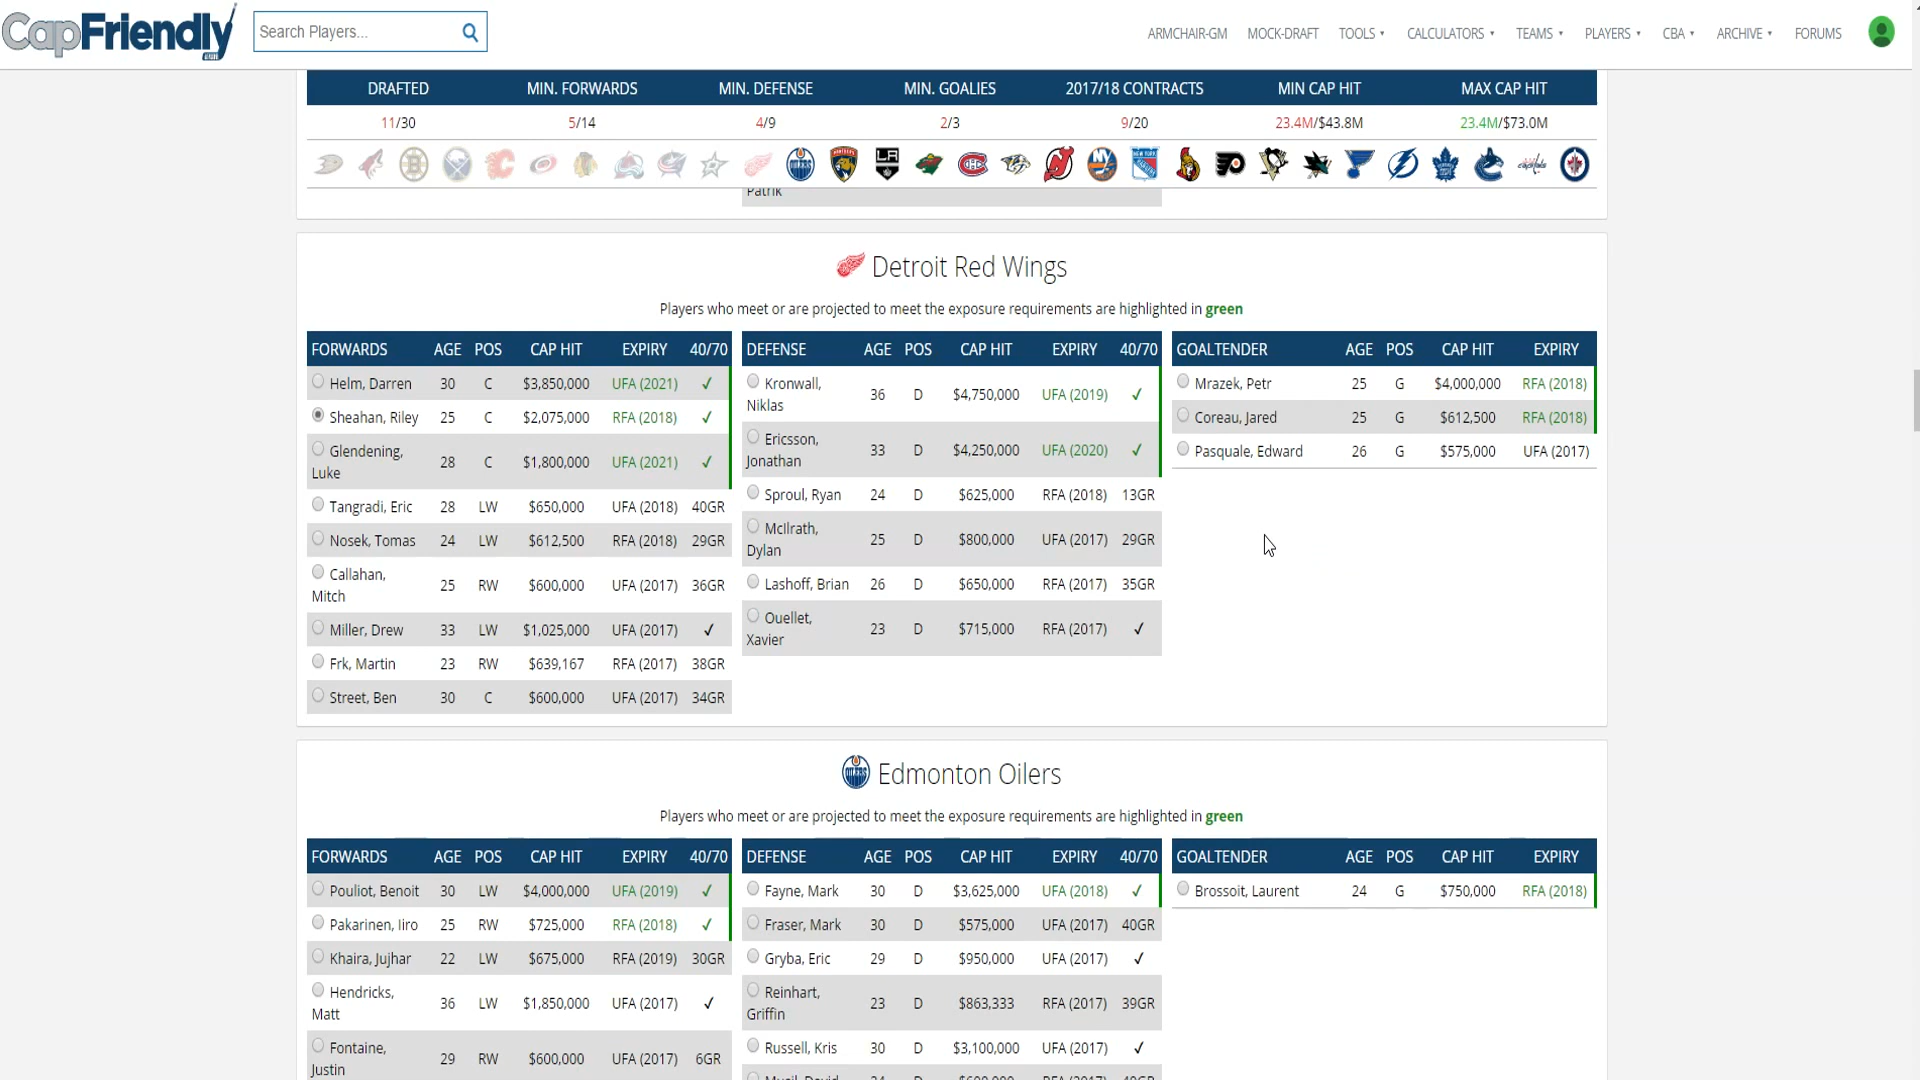 CapFriendly
Search Players...
ARMCHAIR-GM MOCK-DRAFT TOOLS CALCULATORS TEAMS PLAYERS CBA ARCHIVE FORUMS
DRAFTED MIN. FORWARDS MIN. DEFENSE MIN. GOALIES 2017/18 CONTRACTS MIN CAP HIT MAX CAP HIT
11/30 5/14 4/9 2/3 9/20 23.4M/$43.8M 23.4M/$73.0M
Patrik
Detroit Red Wings
Players who meet or are projected to meet the exposure requirements are highlighted in green
FORWARDS AGE POS CAP HIT EXPIRY 40/70
Helm, Darren 30 C $3,850,000 UFA (2021) ✓
Sheahan, Riley 25 C $2,075,000 RFA (2018) ✓
Glendening, Luke 28 C $1,800,000 UFA (2021) ✓
Tangradi, Eric 28 LW $650,000 UFA (2018) 40GR
Nosek, Tomas 24 LW $612,500 RFA (2018) 29GR
Callahan, Mitch 25 RW $600,000 UFA (2017) 36GR
Miller, Drew 33 LW $1,025,000 UFA (2017) ✓
Frk, Martin 23 RW $639,167 RFA (2017) 38GR
Street, Ben 30 C $600,000 UFA (2017) 34GR
DEFENSE AGE POS CAP HIT EXPIRY 40/70
Kronwall, Niklas 36 D $4,750,000 UFA (2019) ✓
Ericsson, Jonathan 33 D $4,250,000 UFA (2020) ✓
Sproul, Ryan 24 D $625,000 RFA (2018) 13GR
McIlrath, Dylan 25 D $800,000 UFA (2017) 29GR
Lashoff, Brian 26 D $650,000 RFA (2017) 35GR
Ouellet, Xavier 23 D $715,000 RFA (2017) ✓
GOALTENDER AGE POS CAP HIT EXPIRY
Mrazek, Petr 25 G $4,000,000 RFA (2018)
Coreau, Jared 25 G $612,500 RFA (2018)
Pasquale, Edward 26 G $575,000 UFA (2017)
Edmonton Oilers
Players who meet or are projected to meet the exposure requirements are highlighted in green
FORWARDS AGE POS CAP HIT EXPIRY 40/70
Pouliot, Benoit 30 LW $4,000,000 UFA (2019) ✓
Pakarinen, Iiro 25 RW $725,000 RFA (2018) ✓
Khaira, Jujhar 22 LW $675,000 RFA (2019) 30GR
Hendricks, Matt 36 LW $1,850,000 UFA (2017) ✓
Fontaine, Justin 29 RW $600,000 UFA (2017) 6GR
DEFENSE AGE POS CAP HIT EXPIRY 40/70
Fayne, Mark 30 D $3,625,000 UFA (2018) ✓
Fraser, Mark 30 D $575,000 UFA (2017) 40GR
Gryba, Eric 29 D $950,000 UFA (2017) ✓
Reinhart, Griffin 23 D $863,333 RFA (2017) 39GR
Russell, Kris 30 D $3,100,000 UFA (2017) ✓
GOALTENDER AGE POS CAP HIT EXPIRY
Brossoit, Laurent 24 G $750,000 RFA (2018)